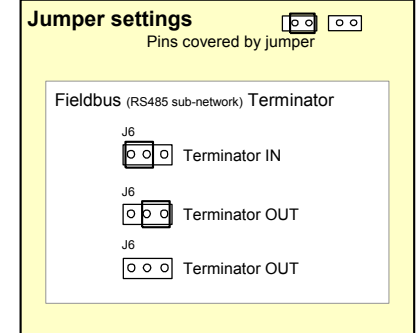 Jumper settings
Pins covered by jumper
Fieldbus (RS485 sub-network) Terminator
J6
Terminator IN
J6
Terminator OUT
J6
Terminator OUT